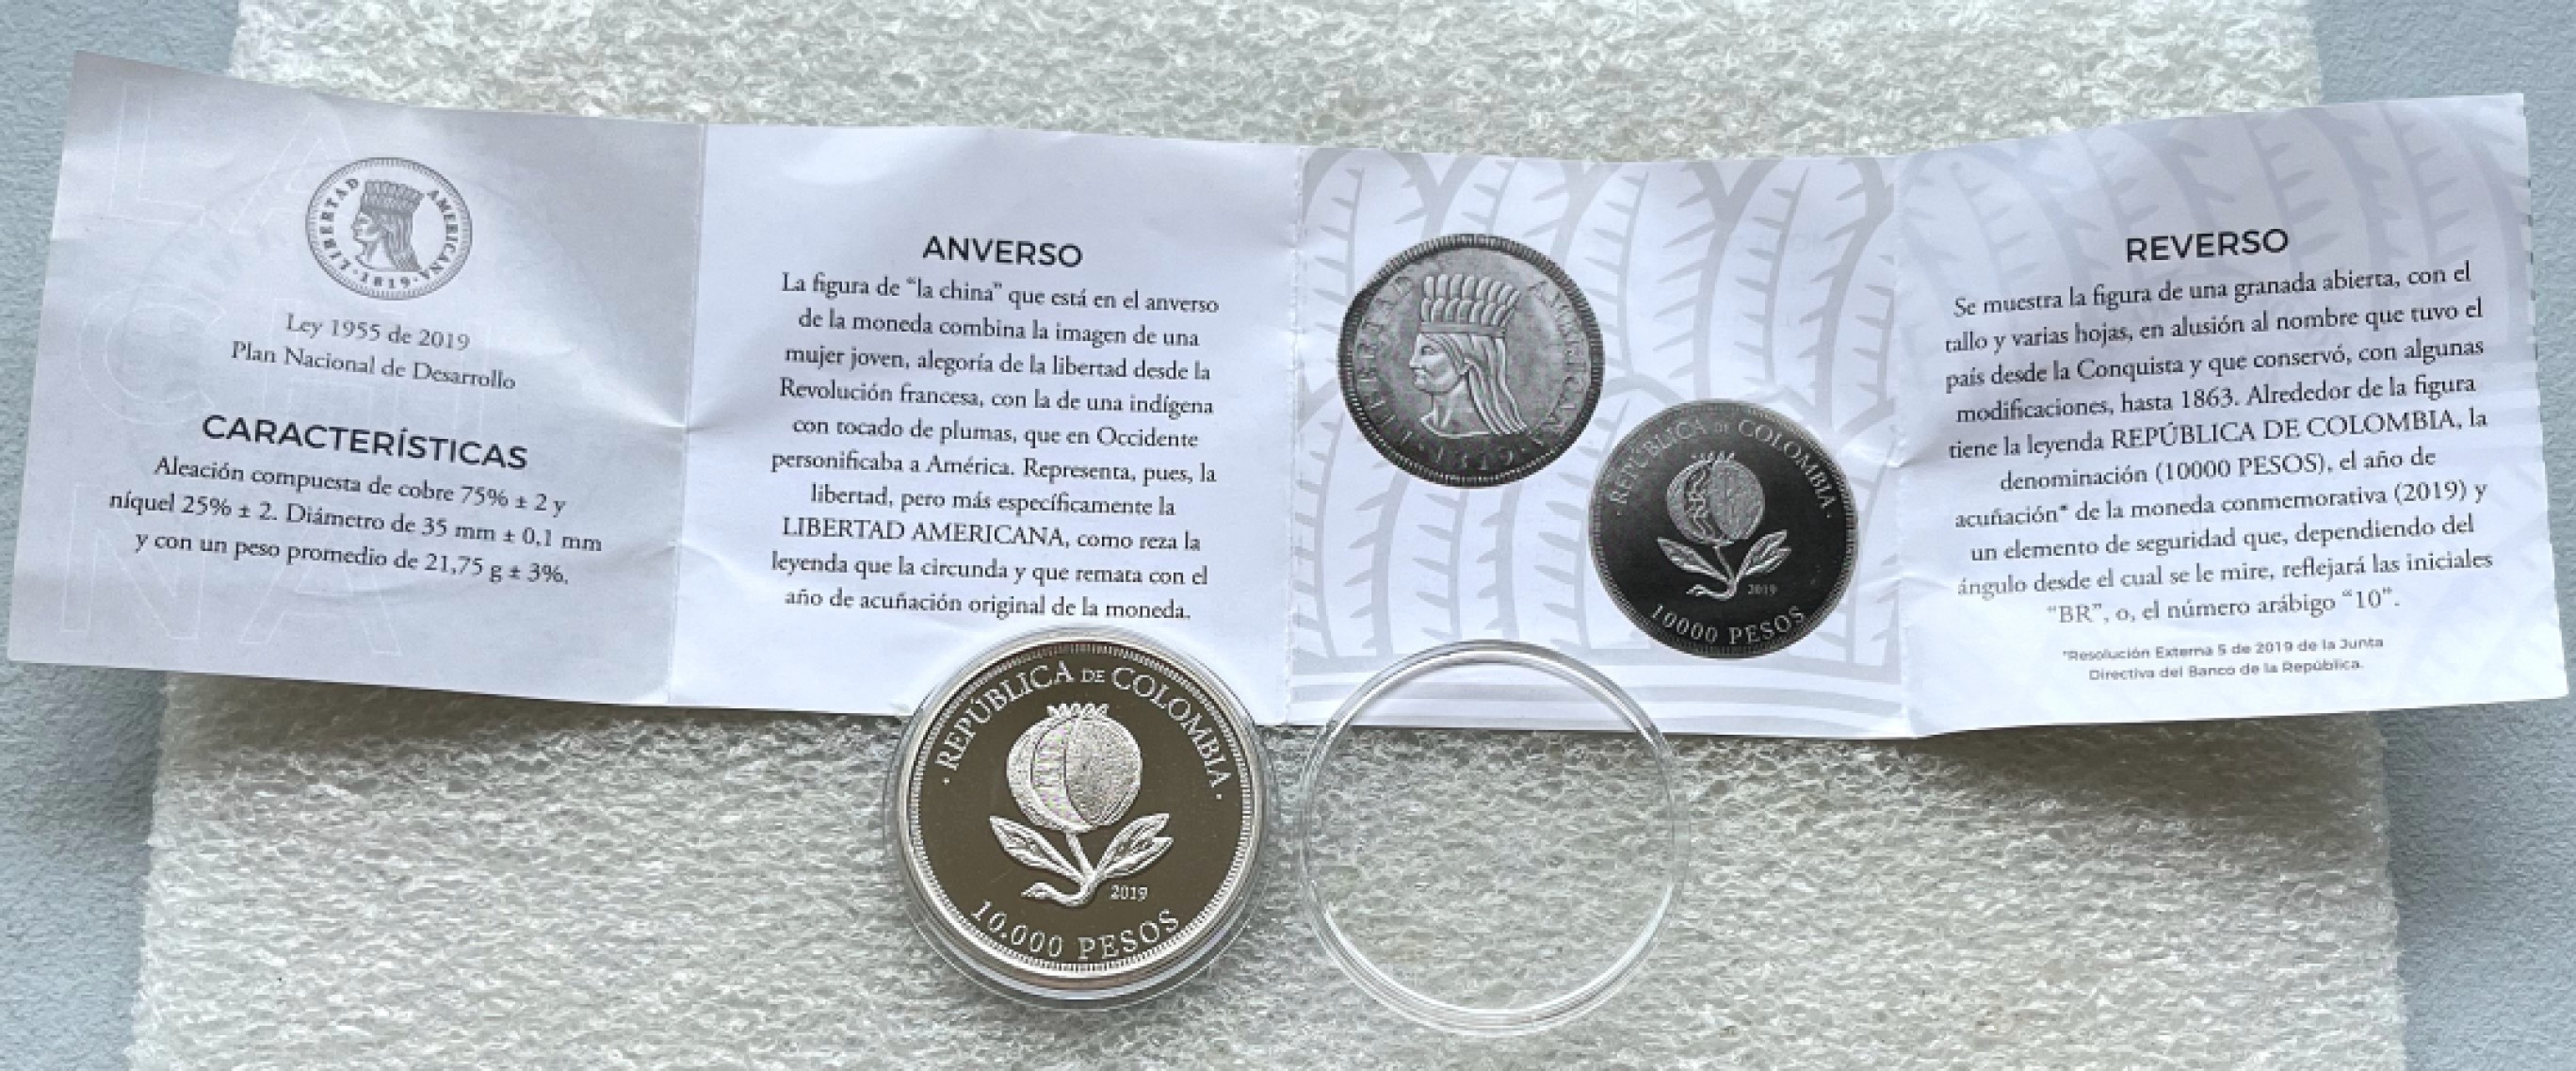 LIBERTAD AMERICANA
· 1819 ·
Ley 1955 de 2019
Plan Nacional de Desarrollo
CARACTERÍSTICAS
Aleación compuesta de cobre 75% ± 2 y
níquel 25% ± 2. Diámetro de 35 mm ± 0,1 mm
y con un peso promedio de 21,75 g ± 3%.
LA
CHI
NA
ANVERSO
La figura de “la china” que está en el anverso
de la moneda combina la imagen de una
mujer joven, alegoría de la libertad desde la
Revolución francesa, con la de una indígena
con tocado de plumas, que en Occidente
personificaba a América. Representa, pues, la
libertad, pero más específicamente la
LIBERTAD AMERICANA, como reza la
leyenda que la circunda y que remata con el
año de acuñación original de la moneda.
LIBERTAD AMERICANA
· 1819 ·
· REPÚBLICA DE COLOMBIA ·
2019
10000 PESOS
REVERSO
Se muestra la figura de una granada abierta, con el
tallo y varias hojas, en alusión al nombre que tuvo el
país desde la Conquista y que conservó, con algunas
modificaciones, hasta 1863. Alrededor de la figura
tiene la leyenda REPÚBLICA DE COLOMBIA, la
denominación (10000 PESOS), el año de
acuñación* de la moneda conmemorativa (2019) y
un elemento de seguridad que, dependiendo del
ángulo desde el cual se le mire, reflejará las iniciales
“BR”, o, el número arábigo “10”.
*Resolución Externa 5 de 2019 de la Junta
Directiva del Banco de la República.
· REPÚBLICA DE COLOMBIA ·
2019
10.000 PESOS